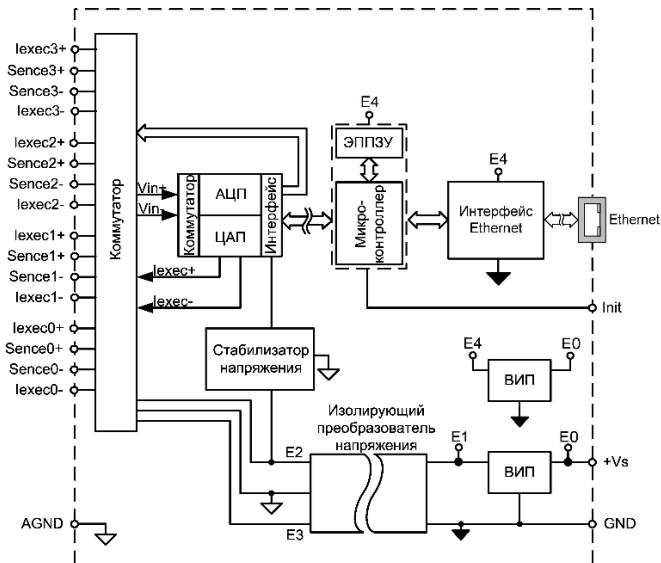 Iexec3+
Sence3+
Sence3-
Iexec3-
Iexec2+
Sence2+
Sence2-
Iexec2-
Iexec1+
Sence1+
Sence1-
Iexec1-
Iexec0+
Sence0+
Sence0-
Iexec0-
AGND
Коммутатор
Vin+
Vin-
Iexec+
Iexec-
Коммутатор
АЦП
ЦАП
Интерфейс
Стабилизатор
напряжения
E4
ЭППЗУ
Микро-
контроллер
E4
Интерфейс
Ethernet
Ethernet
Init
E4
E0
ВИП
Изолирующий
преобразователь
напряжения
E2
E3
E1
E0
ВИП
+Vs
GND